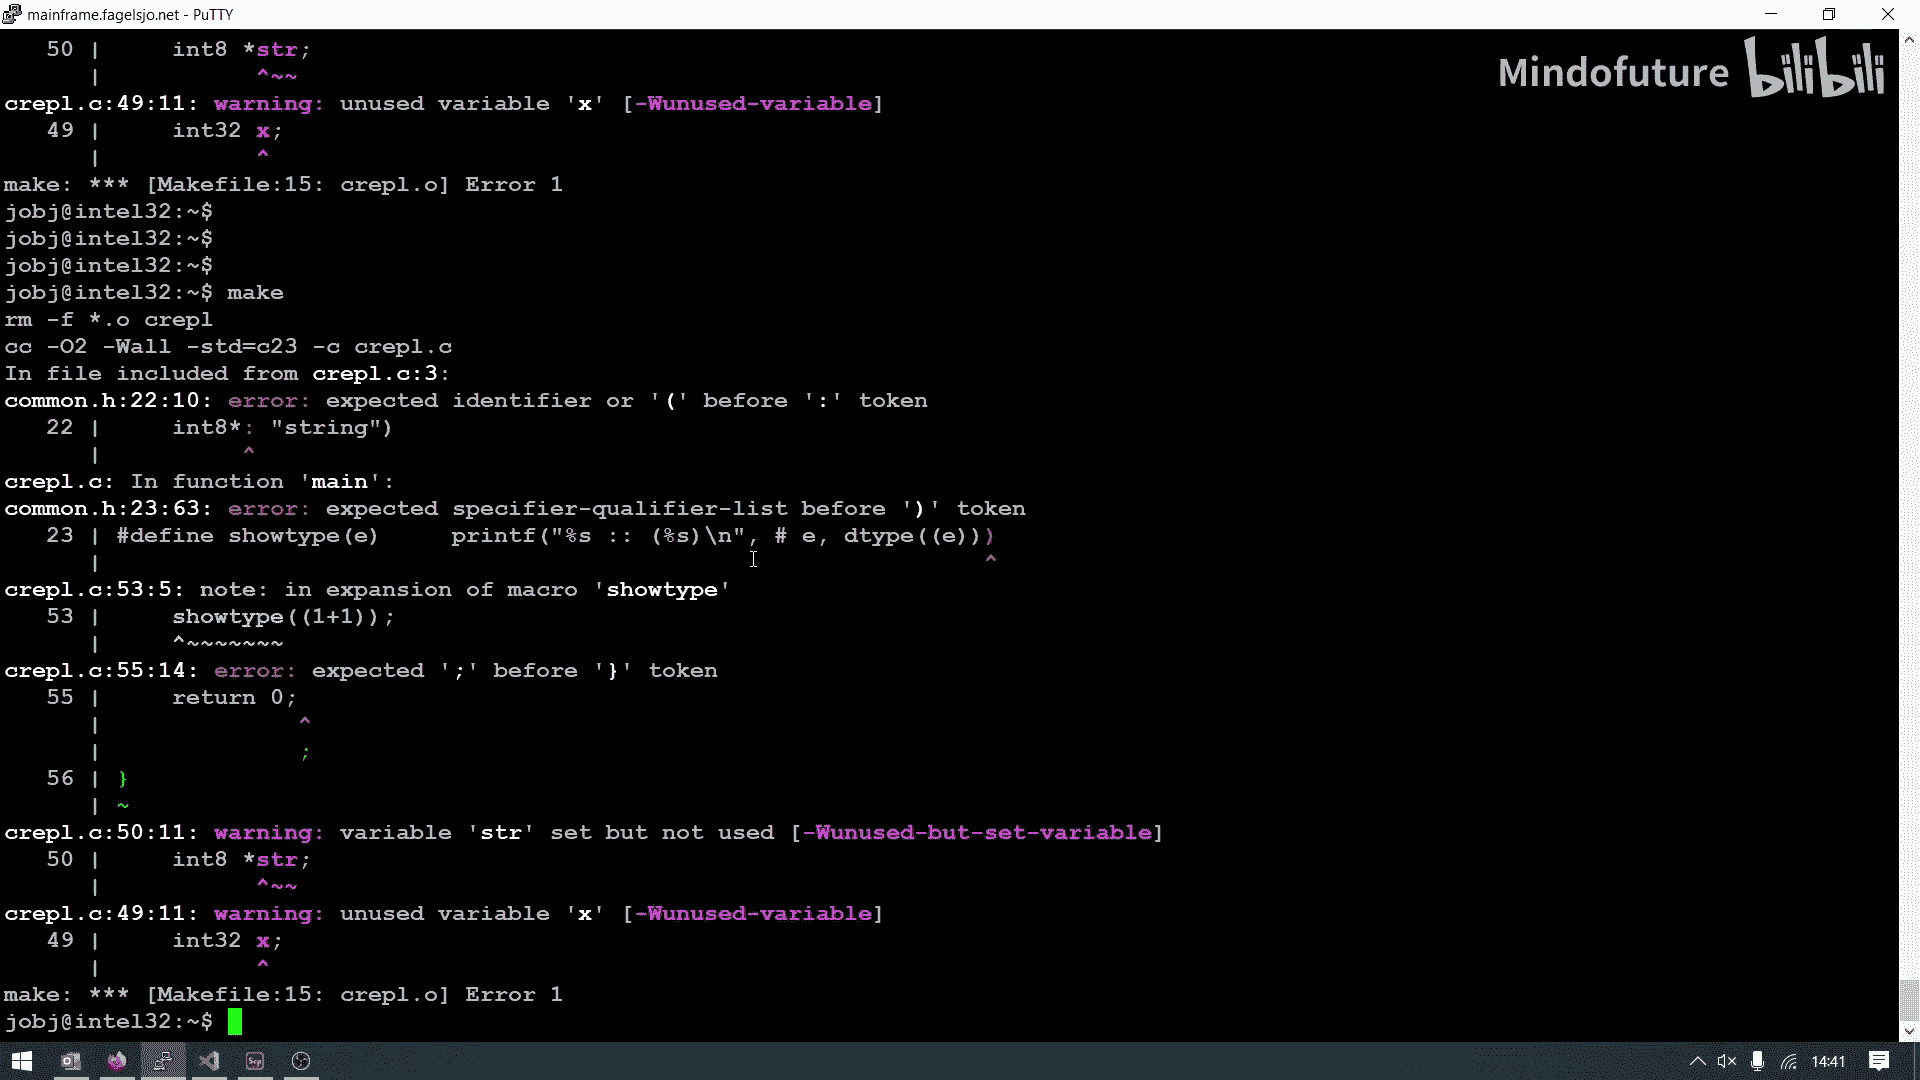 mainframe.fagelsjo.net - PuTTY
50 |     int8 *str;
|           ^~~
Mindofuture bilibili
crepl.c:49:11: warning: unused variable 'x' [-Wunused-variable]
49 |     int32 x;
|           ^
make: *** [Makefile:15: crepl.o] Error 1
jobj@intel32:~$
jobj@intel32:~$
jobj@intel32:~$
jobj@intel32:~$ make
rm -f *.o crepl
cc -O2 -Wall -std=c23 -c crepl.c
In file included from crepl.c:3:
common.h:22:10: error: expected identifier or '(' before ':' token
22 |     int8*: "string")
|          ^
crepl.c: In function 'main':
common.h:23:63: error: expected specifier-qualifier-list before ')' token
23 | #define showtype(e)     printf("%s :: (%s)\n", # e, dtype((e)))
|                                                               ^
crepl.c:53:5: note: in expansion of macro 'showtype'
53 |     showtype((1+1));
|     ^~~~~~~~
crepl.c:55:14: error: expected ';' before '}' token
55 |     return 0;
|              ^
|              ;
56 | }
| ~
crepl.c:50:11: warning: variable 'str' set but not used [-Wunused-but-set-variable]
50 |     int8 *str;
|           ^~~
crepl.c:49:11: warning: unused variable 'x' [-Wunused-variable]
49 |     int32 x;
|           ^
make: *** [Makefile:15: crepl.o] Error 1
jobj@intel32:~$
Scp
14:41